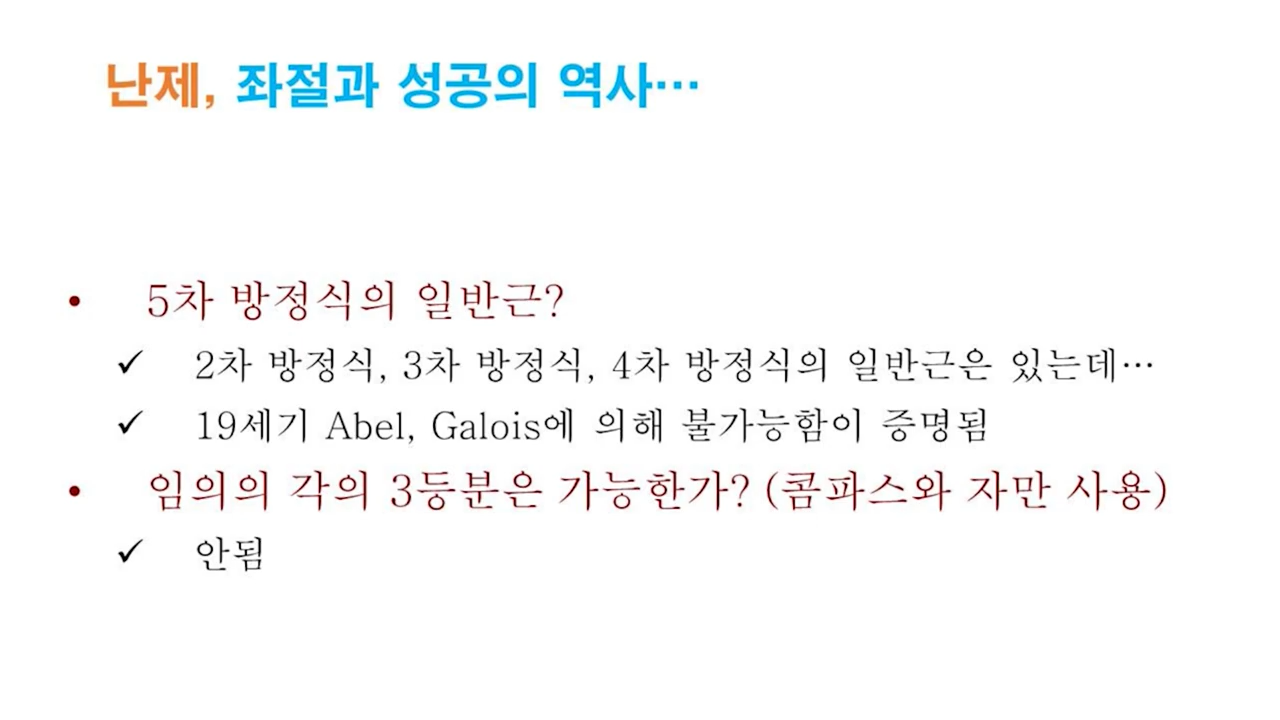 난제, 좌절과 성공의 역사…
• 5차 방정식의 일반근?
✓ 2차 방정식, 3차 방정식, 4차 방정식의 일반근은 있는데…
✓ 19세기 Abel, Galois에 의해 불가능함이 증명됨
• 임의의 각의 3등분은 가능한가? (콤파스와 자만 사용)
✓ 안됨